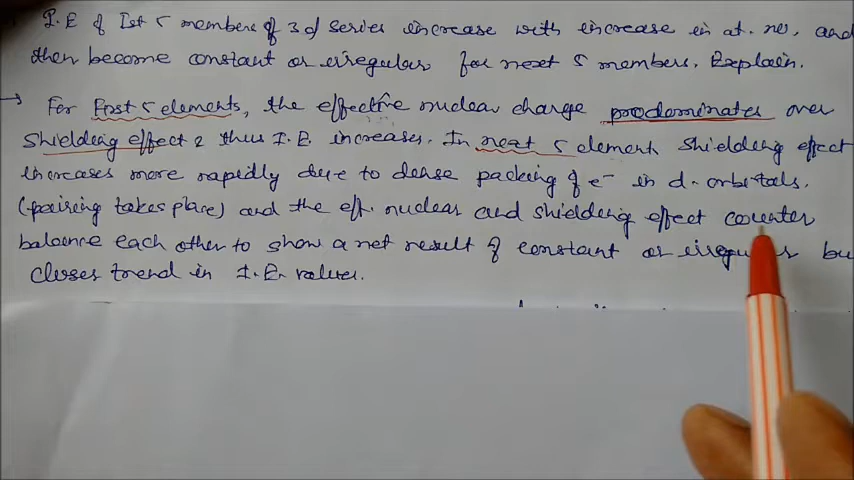 I.E of Ist 5 members of 3d series increase with increase in at. no. and
then become constant or irregular for next 5 members. Explain.
→ For First 5 elements, the effective nuclear charge predominates over
shielding effect & thus I.E. increases. In next 5 element shielding effect
increases more rapidly due to dense packing of e⁻ in d-orbitals.
(pairing takes place) and the eff. nuclear and shielding effect counter
balance each other to show a net result of constant or irregular bu
closer trend in I.E. values.